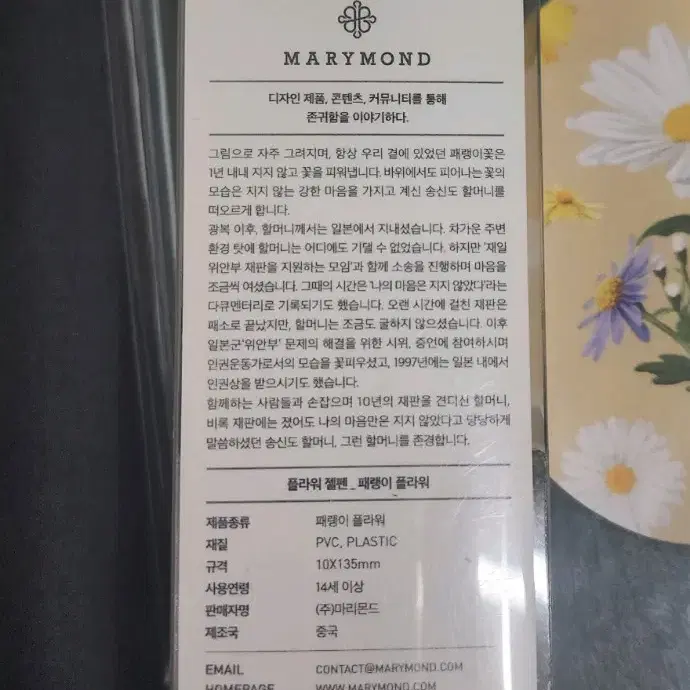 MARYMOND
디자인 제품, 콘텐츠, 커뮤니티를 통해
존귀함을 이야기하다.
그림으로 자주 그려지며, 항상 우리 곁에 있었던 패랭이꽃은
1년 내내 지지 않고 꽃을 피워냅니다. 바위에서도 피어나는 꽃의
모습은 지지 않는 강한 마음을 가지고 계신 송신도 할머니를
떠오르게 합니다.
광복 이후, 할머니께서는 일본에서 지내셨습니다. 차가운 주변
환경 탓에 할머니는 어디에도 기댈 수 없었습니다. 하지만 '재일
위안부 재판을 지원하는 모임'과 함께 소송을 진행하며 마음을
조금씩 여셨습니다. 그때의 시간은 '나의 마음은 지지 않았다'라는
다큐멘터리로 기록되기도 했습니다. 오랜 시간에 걸친 재판은
패소로 끝났지만, 할머니는 조금도 굴하지 않으셨습니다. 이후
일본군'위안부' 문제의 해결을 위한 시위, 증언에 참여하시며
인권운동가로서의 모습을 꽃피우셨고, 1997년에는 일본 내에서
인권상을 받으시기도 했습니다.
함께하는 사람들과 손잡으며 10년의 재판을 견디신 할머니,
비록 재판에는 졌어도 나의 마음만은 지지 않았다고 당당하게
말씀하셨던 송신도 할머니, 그런 할머니를 존경합니다.
플라워 젤펜 _ 패랭이 플라워
제품종류 패랭이 플라워
재질 PVC, PLASTIC
규격 10X135mm
사용연령 14세 이상
판매자명 (주)마리몬드
제조국 중국
EMAIL CONTACT@MARYMOND.COM
HOMEPAGE WWW.MARYMOND.COM